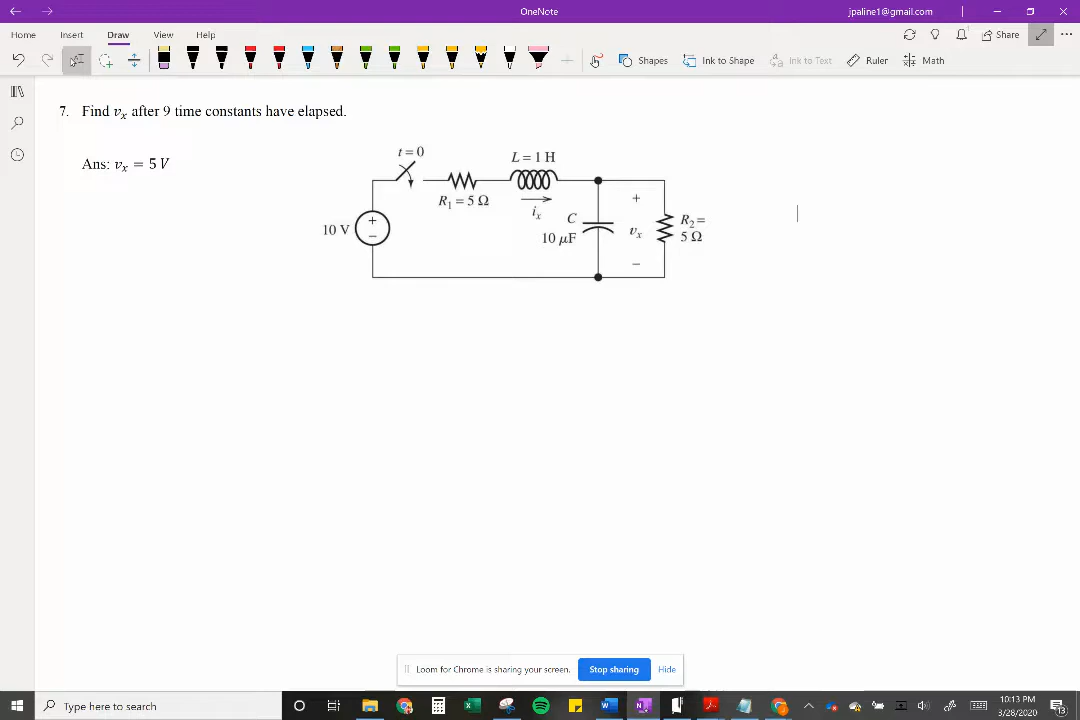 OneNote
jpaline1@gmail.com
Home Insert Draw View Help
Share
Shapes Ink to Shape Ink to Text Ruler Math
7. Find vₓ after 9 time constants have elapsed.
Ans: vₓ = 5 V
t = 0
L = 1 H
R₁ = 5 Ω
iₓ
+
C
R₂ =
10 V
+
−
10 μF
vₓ
5 Ω
−
Loom for Chrome is sharing your screen. Stop sharing Hide
Type here to search
10:13 PM
3/28/2020
13